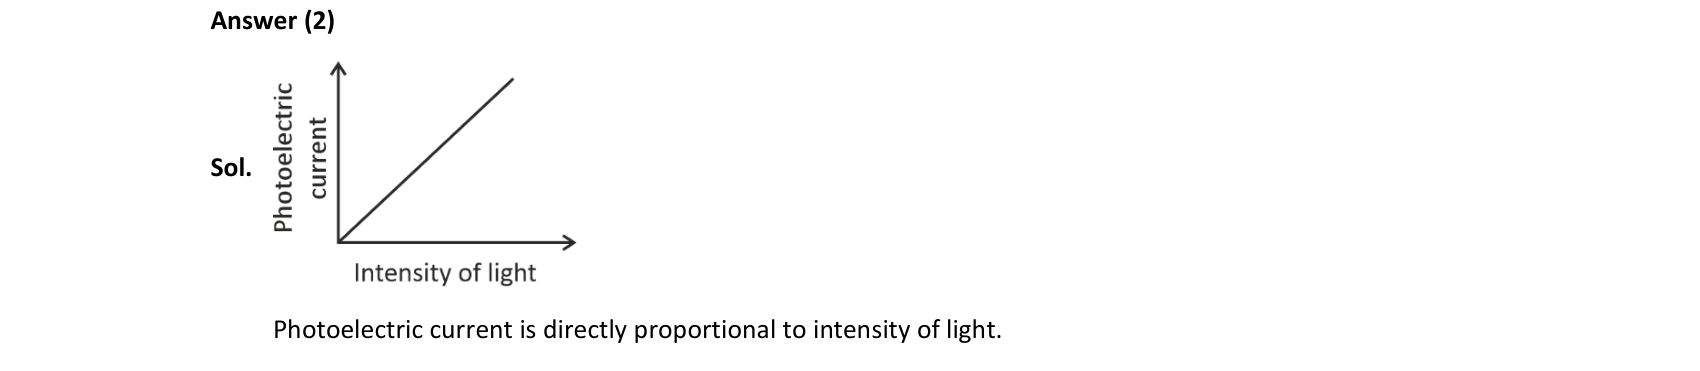 Answer (2)
Sol.
Photoelectric
current
Intensity of light
Photoelectric current is directly proportional to intensity of light.